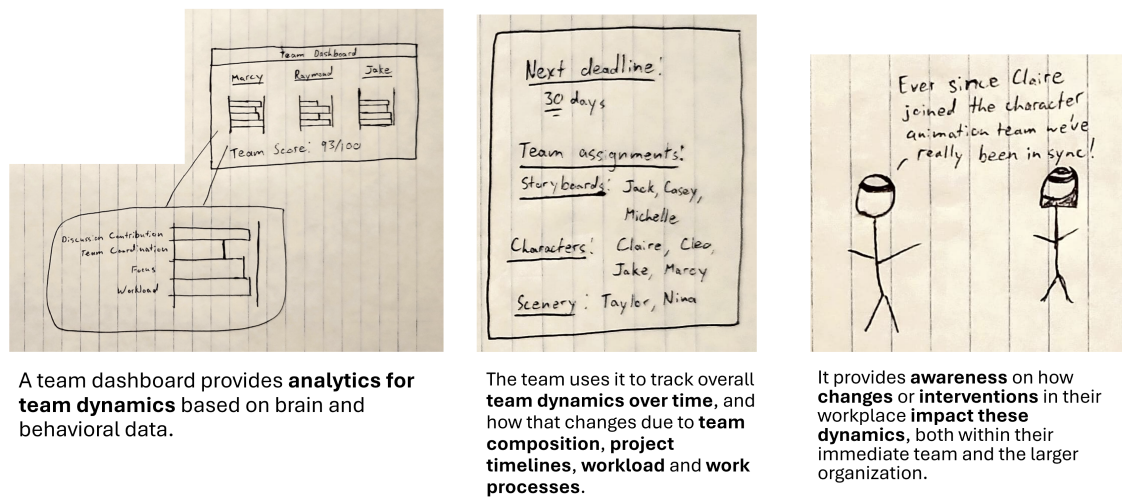 Team Dashboard
Marcy Raymond Jake
Team Score: 93/100
Discussion Contribution
Team Coordination
Focus
Workload
A team dashboard provides analytics for
team dynamics based on brain and
behavioral data.
Next deadline:
30 days
Team assignments:
Storyboards: Jack, Casey,
Michelle
Characters: Claire, Cleo,
Jake, Marcy
Scenery: Taylor, Nina
The team uses it to track overall
team dynamics over time, and
how that changes due to team
composition, project
timelines, workload and work
processes.
Ever since Claire
joined the character
animation team we've
really been in sync!
It provides awareness on how
changes or interventions in their
workplace impact these
dynamics, both within their
immediate team and the larger
organization.